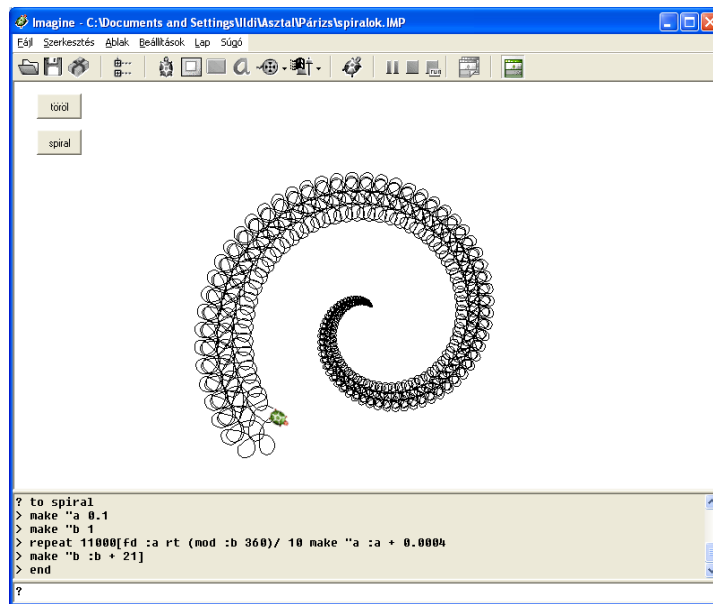 Imagine - C:\Documents and Settings\Ildi\Asztal\Párizs\spiralok.IMP
Fájl Szerkesztés Ablak Beállítások Lap Súgó
run
töröl
spiral
? to spiral
> make "a 0.1
> make "b 1
> repeat 11000[fd :a rt (mod :b 360)/ 10 make "a :a + 0.0004
> make "b :b + 21]
> end
?